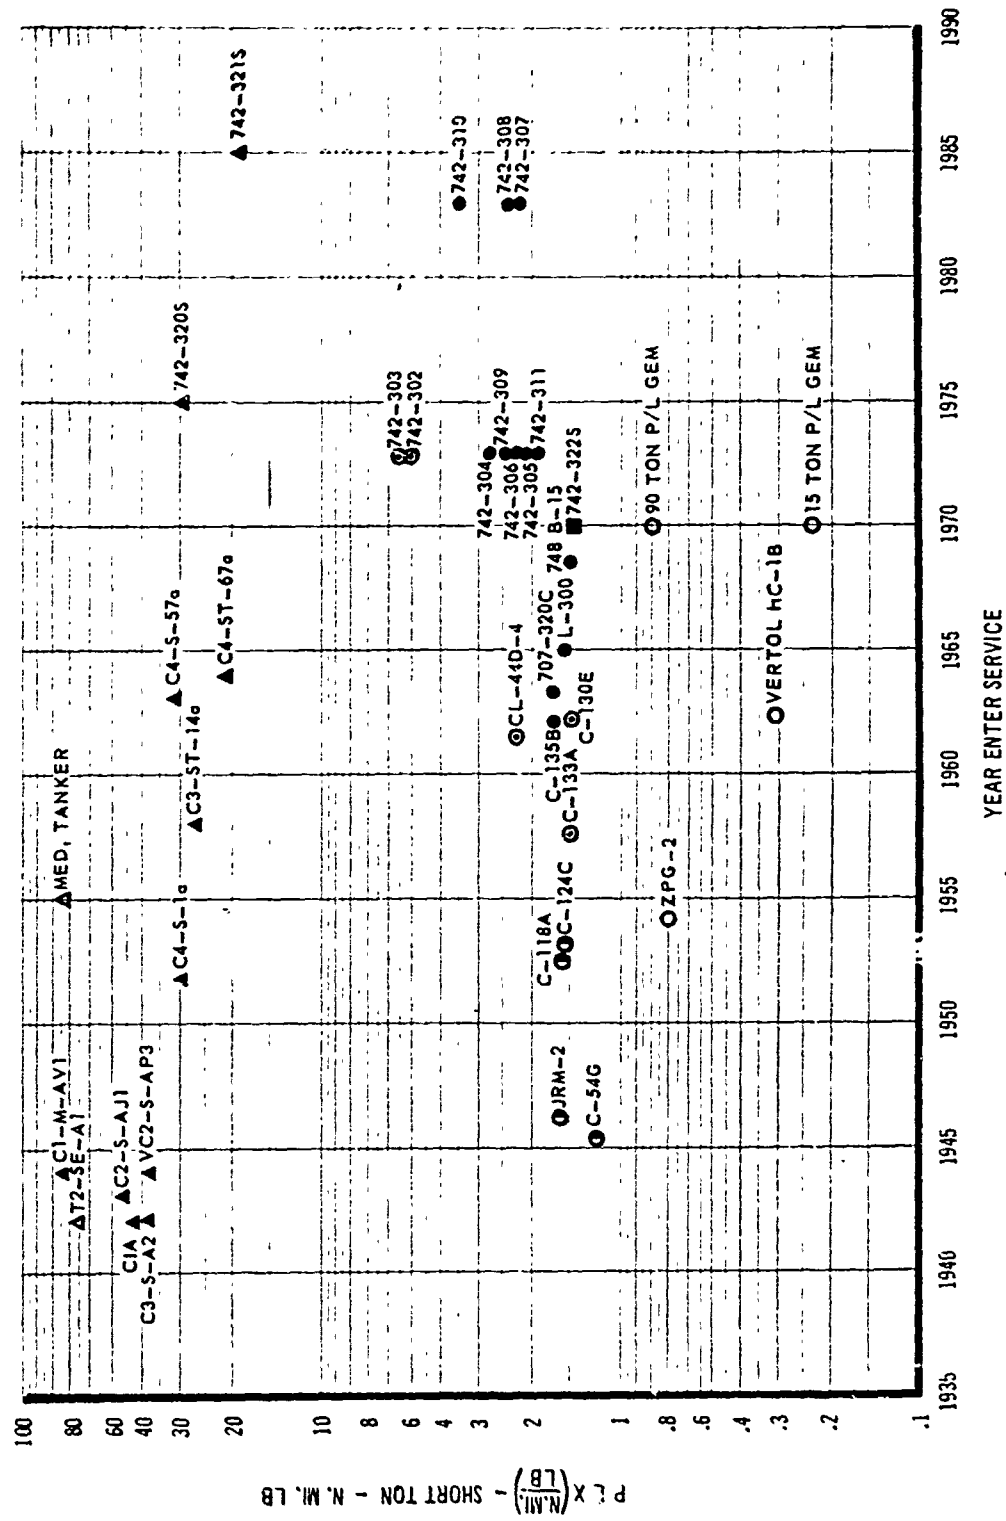 P L X (N.MI./LB) - SHORT TON - N. MI. LB
100
80
60
40
30
20
10
8
6
4
3
2
1
.8
.6
.4
.3
.2
.1
1935
1940
1945
1950
1955
1960
1965
1970
1975
1980
1985
1990
YEAR ENTER SERVICE
C1-M-AV1
T2-SE-A1
C2-S-AJ1
C1A
VC2-S-AP3
C3-S-A2
MED, TANKER
C4-S-1a
C3-ST-14a
C4-S-57a
C4-ST-67a
742-320S
742-321S
742-303
742-302
742-310
742-308
742-307
742-304
742-309
742-306
742-305
742-311
742-322S
748 B-15
L-300
707-320C
CL-44D-4
C-135B
C-130E
C-133A
C-118A
C-124C
JRM-2
C-54G
ZPG-2
90 TON P/L GEM
VERTOL HC-1B
15 TON P/L GEM